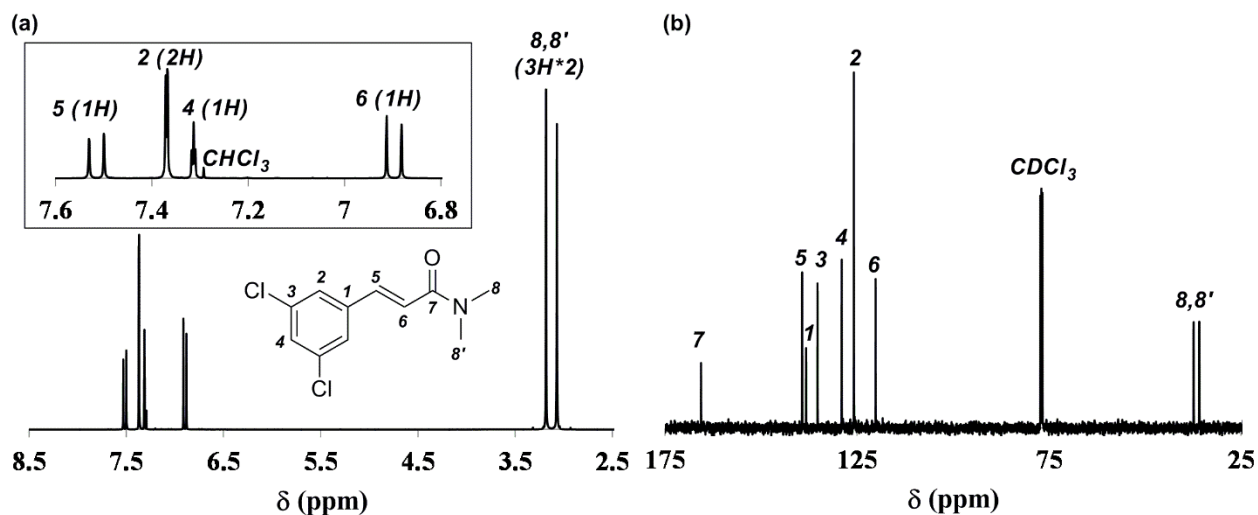 (a)
2 (2H)
5 (1H)
4 (1H)
CHCl3
6 (1H)
7.6 7.4 7.2 7 6.8
8,8'
(3H*2)
Cl
3
2
1
5
6
O
7
N
8
8'
4
Cl
8.5 7.5 6.5 5.5 4.5 3.5 2.5
δ (ppm)
(b)
2
CDCl3
5
3
4
1
6
7
8,8'
175 125 75 25
δ (ppm)